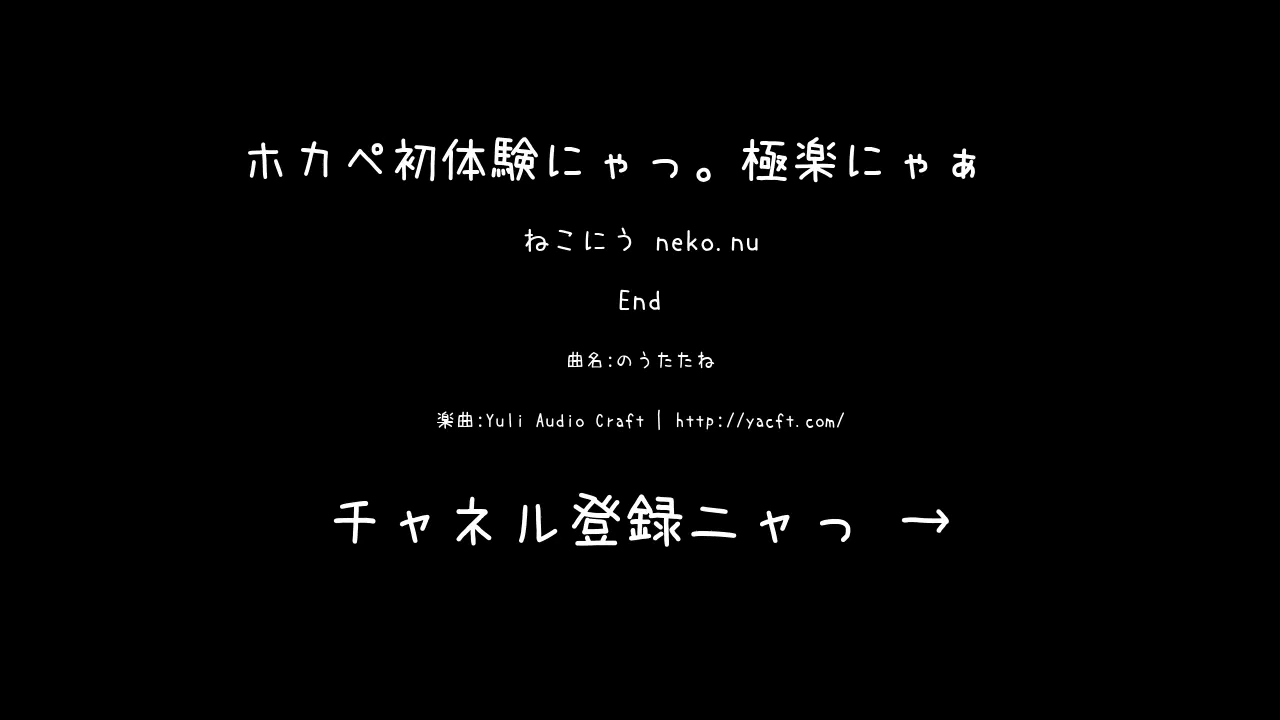 ホカペ初体験にゃっ。極楽にゃぁ
ねこにう neko.nu
End
曲名:のうたたね
楽曲:Yuli Audio Craft | http://yacft.com/
チャネル登録ニャっ →